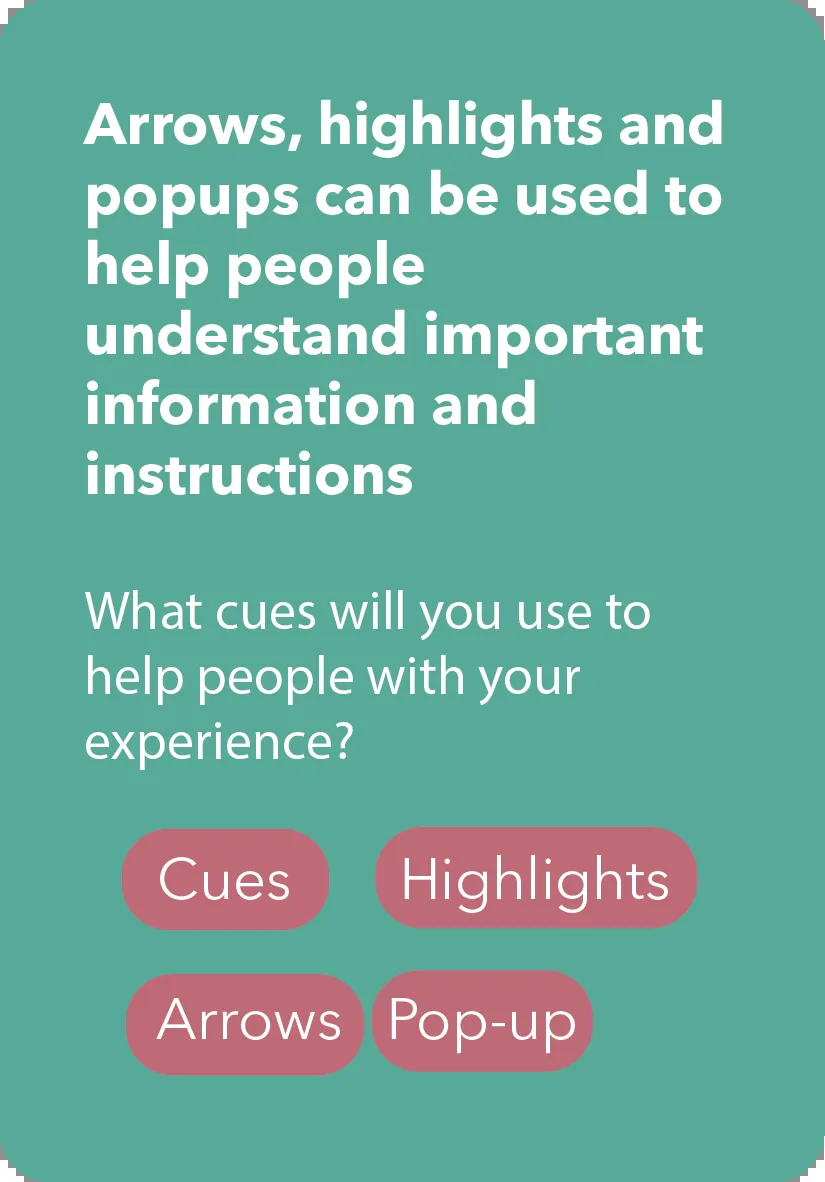 Arrows, highlights and
popups can be used to
help people
understand important
information and
instructions
What cues will you use to
help people with your
experience?
Cues
Highlights
Arrows
Pop-up